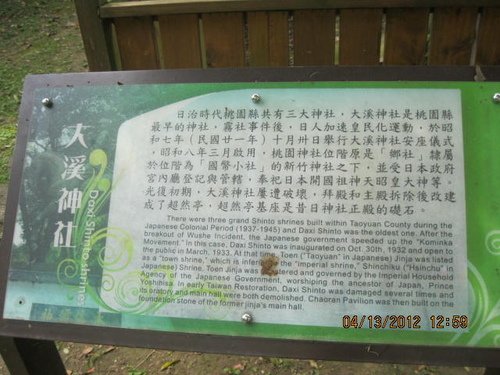 大溪神社
Daxi Shinto shrines
日治時代桃園縣共有三大神社，大溪神社是桃園縣
最早的神社，霧社事件後，日人加速皇民化運動，於昭
和七年（民國廿一年）十月卅日舉行大溪神社安座儀式
，昭和八年三月啟用，桃園神社位階原是「鄉社」隸屬
於位階為「國幣小社」的新竹神社之下，並受日本政府
宮內廳登記與管轄，奉祀日本開國祖神天昭皇大神等。
光復初期，大溪神社屢遭破壞，拜殿和主殿拆除後改建
成了超然亭，超然亭基座是昔日神社正殿的礎石。
There were three grand Shinto shrines built within Taoyuan County during the
Japanese Colonial Period (1937-1945) and Daxi Shinto was the oldest one. After the
breakout of Wushe Incident, the Japanese government speeded up the "Kominka
Movement." In this case, Daxi Shinto was inaugurated on Oct. 30th, 1932 and open to
the public in March, 1933. At that time, Toen ("Taoyuan" in Japanese) Jinja was listed
as a "town shrine," which is inferior to the "Imperial shrine," Shinchiku ("Hsinchu" in
Japanese) Shrine. Toen Jinja was registered and governed by the Imperial Household
Agency of the Japanese Government, worshiping the ancestor of Japan, Prince
Yoshihisa. In early Taiwan Restoration, Daxi Shinto was damaged several times and
its oratory and main hall were both demolished. Chaoran Pavilion was then built on the
foundation stone of the former jinja's main hall.
04/13/2012 12:59